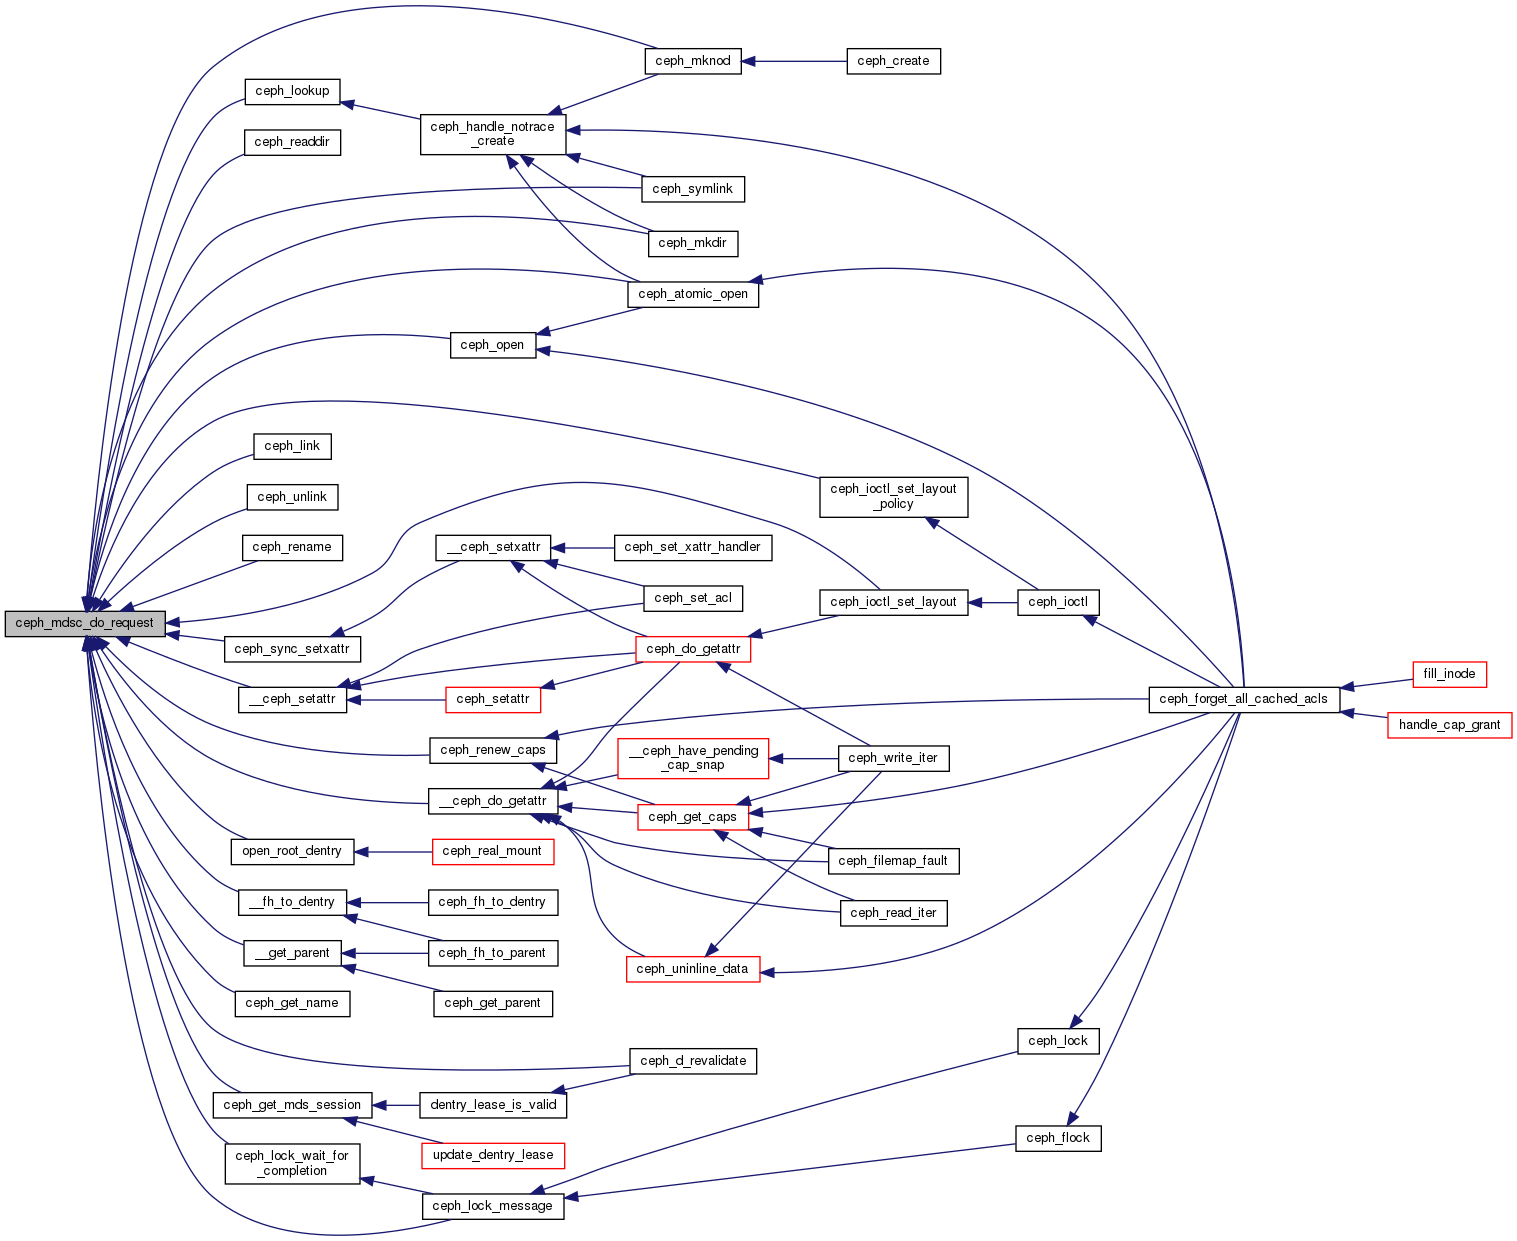 ceph_mknod
ceph_create
ceph_lookup
ceph_handle_notrace
_create
ceph_readdir
ceph_symlink
ceph_mkdir
ceph_atomic_open
ceph_open
ceph_link
ceph_ioctl_set_layout
_policy
ceph_unlink
ceph_rename
__ceph_setxattr
ceph_set_xattr_handler
ceph_set_acl
ceph_ioctl_set_layout
ceph_ioctl
ceph_mdsc_do_request
ceph_sync_setxattr
ceph_do_getattr
__ceph_setattr
ceph_setattr
ceph_forget_all_cached_acls
fill_inode
handle_cap_grant
ceph_renew_caps
__ceph_have_pending
_cap_snap
ceph_write_iter
__ceph_do_getattr
ceph_get_caps
open_root_dentry
ceph_real_mount
ceph_filemap_fault
__fh_to_dentry
ceph_fh_to_dentry
ceph_read_iter
__get_parent
ceph_fh_to_parent
ceph_uninline_data
ceph_get_name
ceph_get_parent
ceph_lock
ceph_d_revalidate
ceph_get_mds_session
dentry_lease_is_valid
ceph_flock
update_dentry_lease
ceph_lock_wait_for
_completion
ceph_lock_message